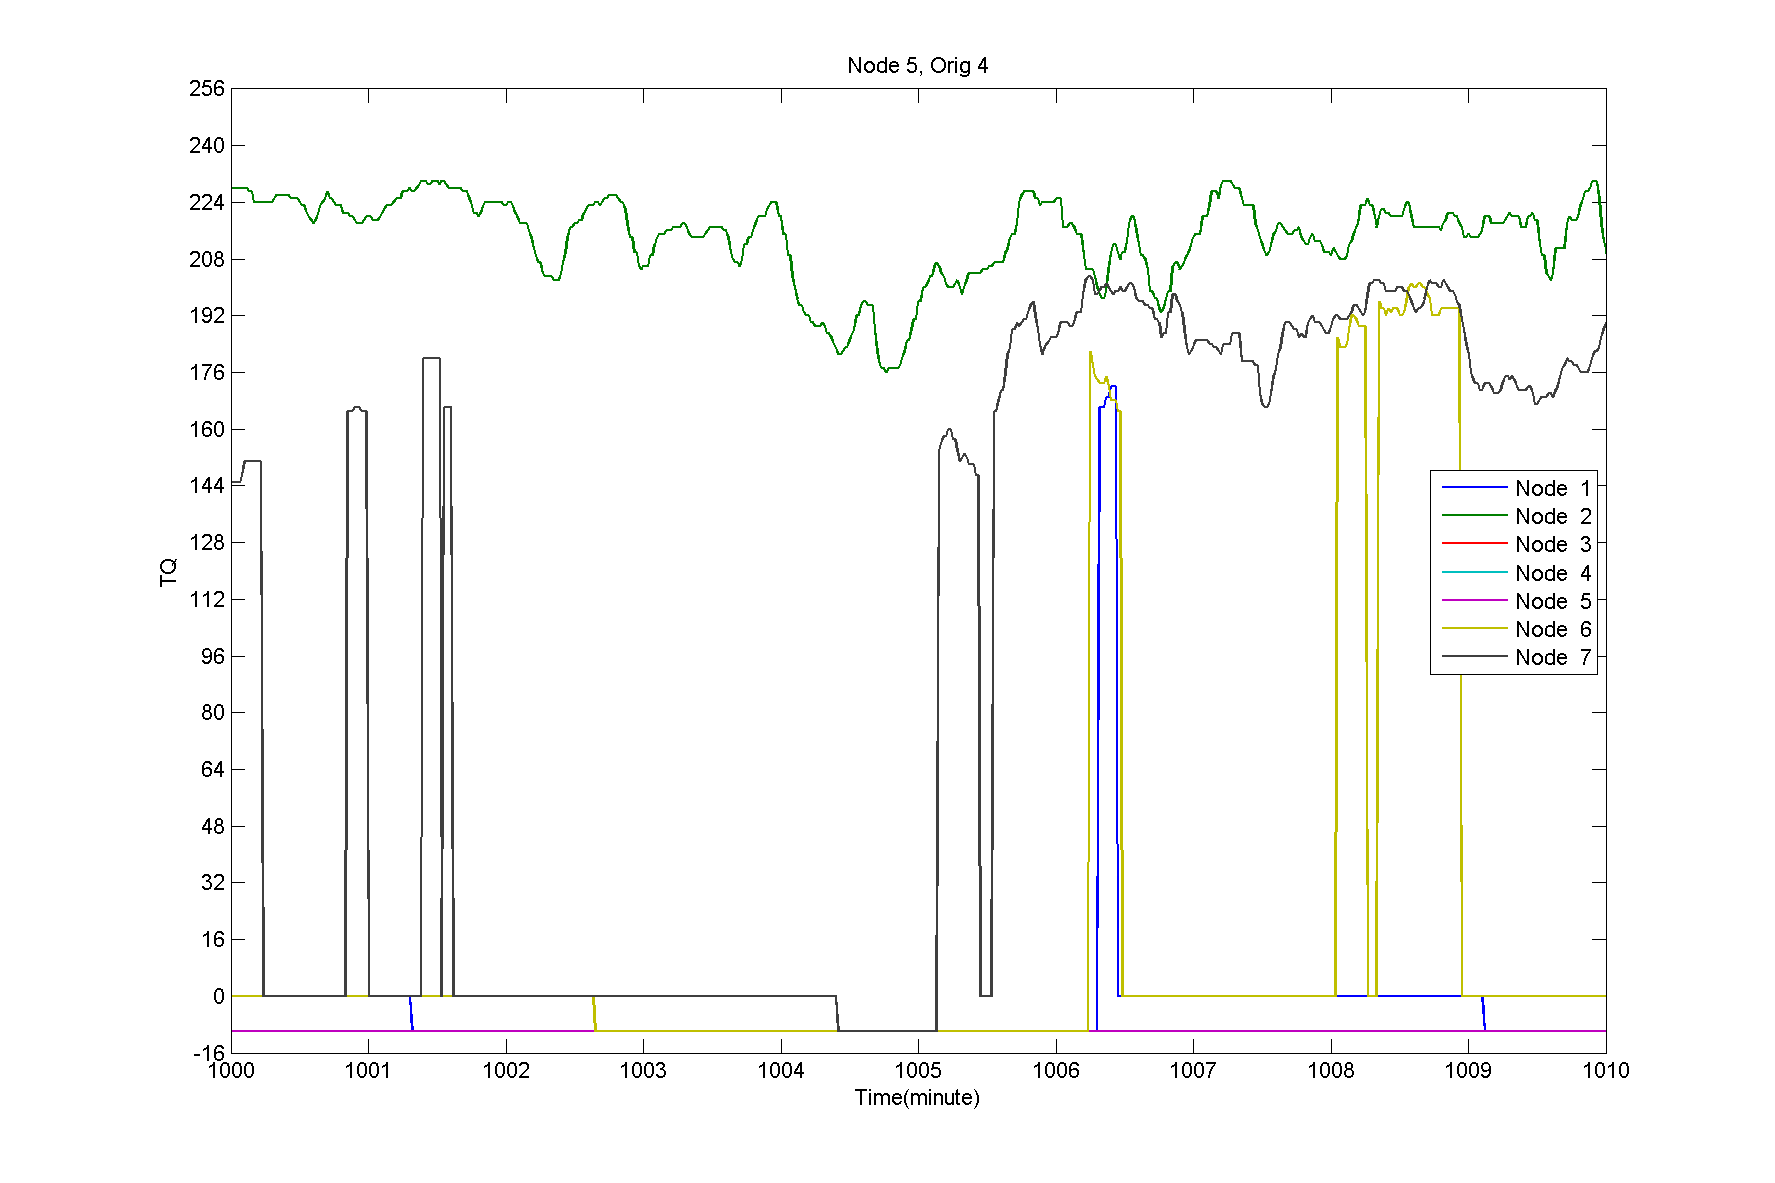 Node 5, Orig 4
256
240
224
208
192
176
160
144
128
112
96
80
64
48
32
16
0
-16
TQ
Node 1
Node 2
Node 3
Node 4
Node 5
Node 6
Node 7
1000 1001 1002 1003 1004 1005 1006 1007 1008 1009 1010
Time(minute)